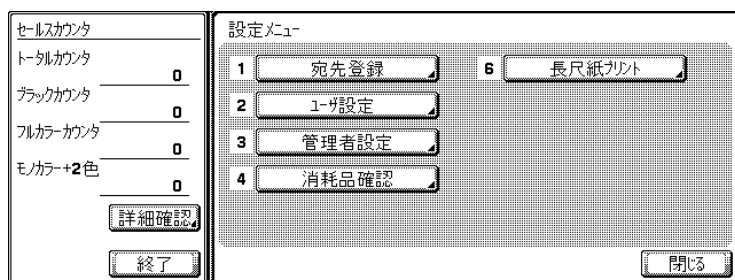 セールスカウンタ
トータルカウンタ
0
ブラックカウンタ
0
フルカラーカウンタ
0
モノカラー+2色
0
詳細確認
終了
設定メニュー
1 宛先登録
2 ユーザ設定
3 管理者設定
4 消耗品確認
6 長尺紙プリント
閉じる